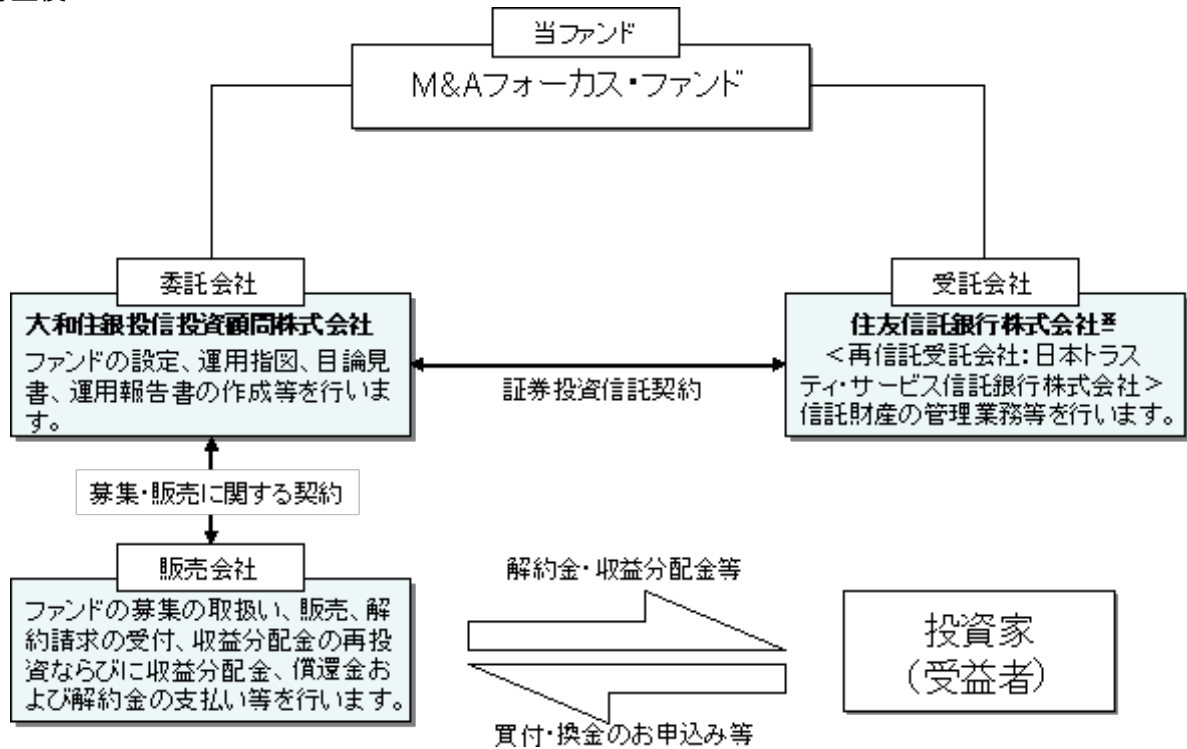 当ファンド
M&Aフォーカス・ファンド
委託会社
大和住銀投信投資顧問株式会社
ファンドの設定、運用指図、目論見
書、運用報告書の作成等を行いま
す。
証券投資信託契約
受託会社
住友信託銀行株式会社※
＜再信託受託会社：日本トラス
ティ・サービス信託銀行株式会社＞
信託財産の管理業務等を行います。
募集・販売に関する契約
販売会社
ファンドの募集の取扱い、販売、解
約請求の受付、収益分配金の再投
資ならびに収益分配金、償還金お
よび解約金の支払い等を行います。
解約金・収益分配金等
買付・換金のお申込み等
投資家
（受益者）